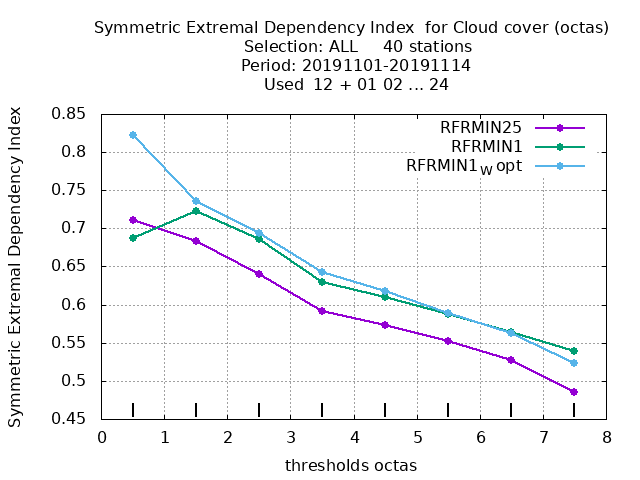 Symmetric Extremal Dependency Index  for Cloud cover (octas)
Selection: ALL     40 stations
Period: 20191101-20191114
Used  12 + 01 02 ... 24
Symmetric Extremal Dependency Index
0.85
0.8
0.75
0.7
0.65
0.6
0.55
0.5
0.45
RFRMIN25
RFRMIN1
RFRMIN1W opt
0 1 2 3 4 5 6 7 8
thresholds octas